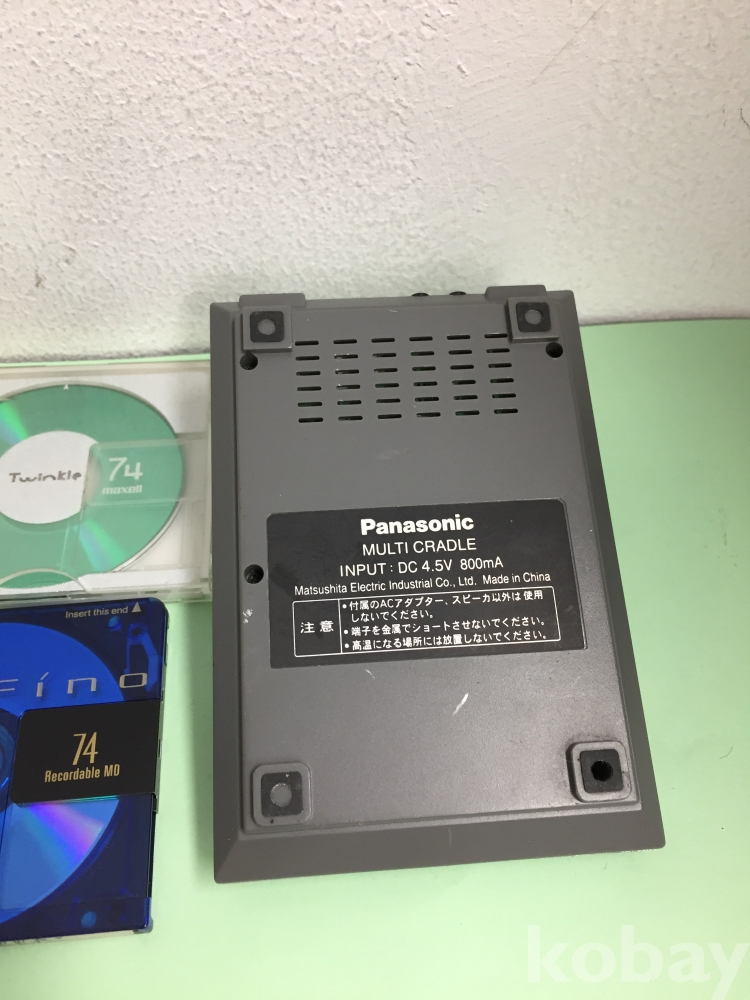 Twinkle
74
maxell
Insert this end
fino
74
Recordable MD
Panasonic
MULTI CRADLE
INPUT : DC 4.5V 800mA
Matsushita Electric Industrial Co., Ltd. Made in China
注意
•付属のACアダプター、スピーカ以外は使用
しないでください。
•端子を金属でショートさせないでください。
•高温になる場所には放置しないでください。
kobay